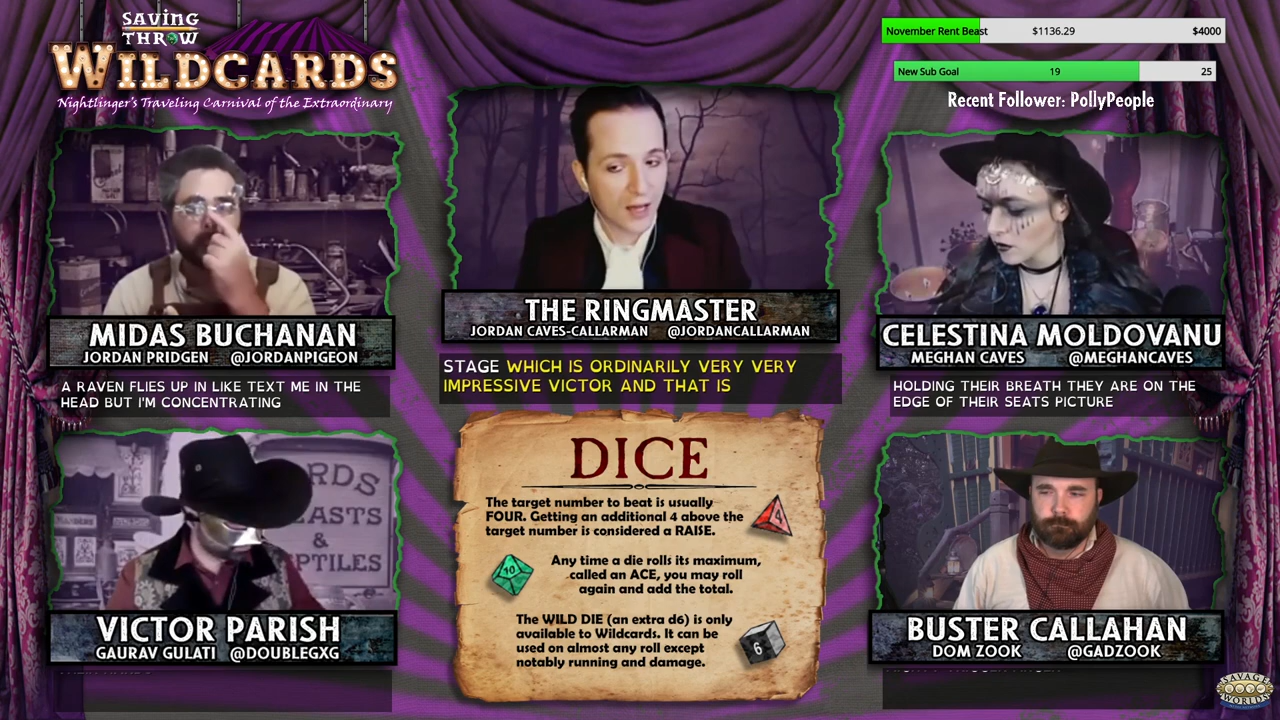 SAVING
THROW
WILDCARDS
Nightlinger's Traveling Carnival of the Extraordinary
November Rent Beast $1136.29 $4000
New Sub Goal 19 25
Recent Follower: PollyPeople
MIDAS BUCHANAN
JORDAN PRIDGEN @JORDANPIGEON
A RAVEN FLIES UP IN LIKE TEXT ME IN THE
HEAD BUT I'M CONCENTRATING
THE RINGMASTER
JORDAN CAVES-CALLARMAN @JORDANCALLARMAN
STAGE WHICH IS ORDINARILY VERY VERY
IMPRESSIVE VICTOR AND THAT IS
CELESTINA MOLDOVANU
MEGHAN CAVES @MEGHANCAVES
HOLDING THEIR BREATH THEY ARE ON THE
EDGE OF THEIR SEATS PICTURE
&
VICTOR PARISH
GAURAV GULATI @DOUBLEGXG
DICE
The target number to beat is usually
FOUR. Getting an additional 4 above the
target number is considered a RAISE.
4
10
Any time a die rolls its maximum,
called an ACE, you may roll
again and add the total.
The WILD DIE (an extra d6) is only
available to Wildcards. It can be
used on almost any roll except
notably running and damage.
6
BUSTER CALLAHAN
DOM ZOOK @GADZOOK
SAVAGE
WORLDS